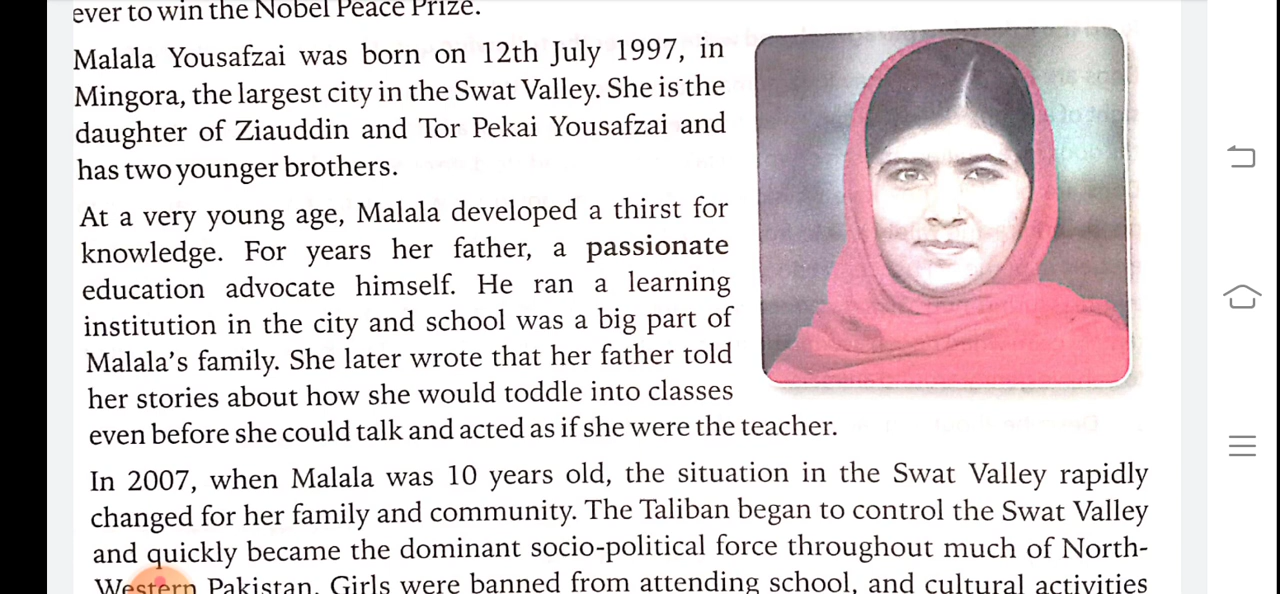 ever to win the Nobel Peace Prize.
Malala Yousafzai was born on 12th July 1997, in
Mingora, the largest city in the Swat Valley. She is the
daughter of Ziauddin and Tor Pekai Yousafzai and
has two younger brothers.
At a very young age, Malala developed a thirst for
knowledge. For years her father, a passionate
education advocate himself. He ran a learning
institution in the city and school was a big part of
Malala's family. She later wrote that her father told
her stories about how she would toddle into classes
even before she could talk and acted as if she were the teacher.
In 2007, when Malala was 10 years old, the situation in the Swat Valley rapidly
changed for her family and community. The Taliban began to control the Swat Valley
and quickly became the dominant socio-political force throughout much of North-
Western Pakistan. Girls were banned from attending school, and cultural activities